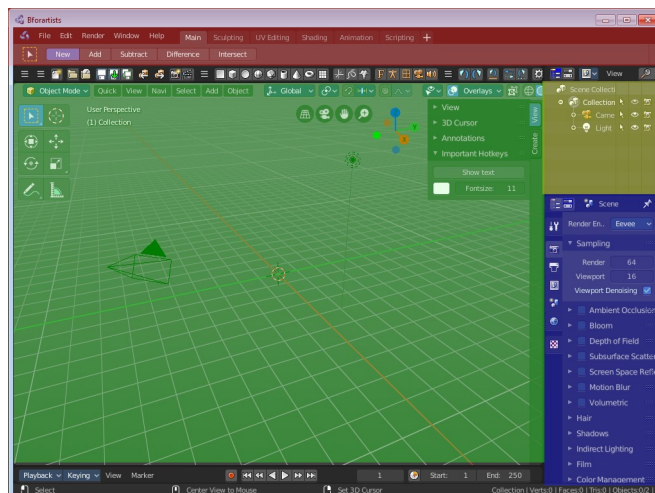 Bforartists
File Edit Render Window Help Main Sculpting UV Editing Shading Animation Scripting +
New Add Subtract Difference Intersect
View
Object Mode Quick View Navi Select Add Object Global Overlays
User Perspective
(1) Collection
View
3D Cursor
Annotations
Important Hotkeys
Show text
Fontsize: 11
View
Create
Scene Collecti
Collection
Came
Light
Scene
Render En.. Eevee
Sampling
Render 64
Viewport 16
Viewport Denoising
Ambient Occlusion
Bloom
Depth of Field
Subsurface Scatte
Screen Space Refle
Motion Blur
Volumetric
Hair
Shadows
Indirect Lighting
Film
Color Management
Playback Keying View Marker 1 Start: 1 End: 250
Select Center View to Mouse Set 3D Cursor Collection | Verts:0 | Faces:0 | Tris:0 | Objects:0/2 |